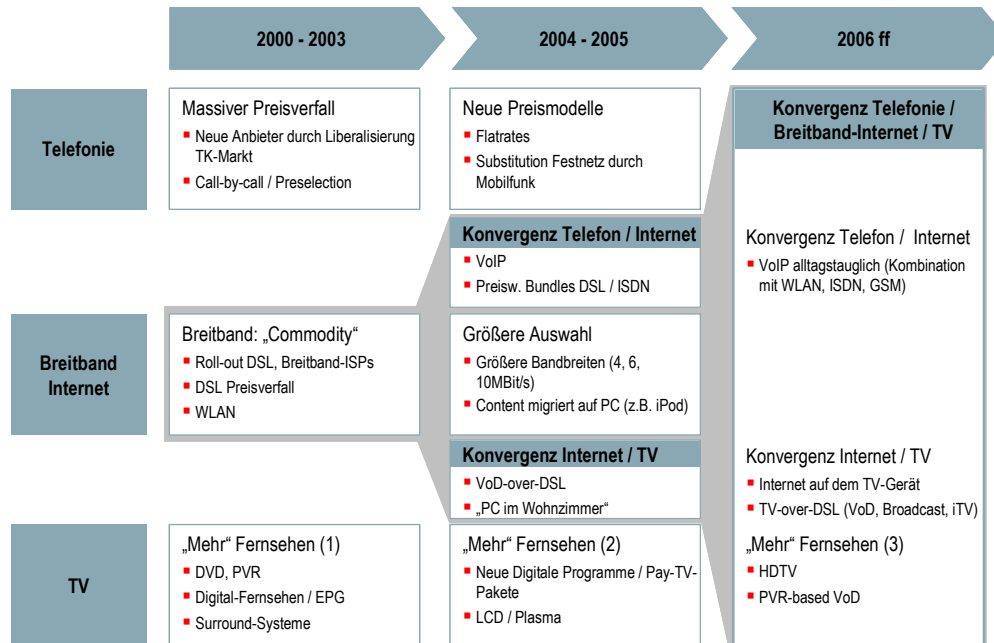 2000 - 2003
2004 - 2005
2006 ff
Telefonie
Massiver Preisverfall
Neue Anbieter durch Liberalisierung
TK-Markt
Call-by-call / Preselection
Neue Preismodelle
Flatrates
Substitution Festnetz durch
Mobilfunk
Konvergenz Telefonie /
Breitband-Internet / TV
Konvergenz Telefon / Internet
VoIP
Preisw. Bundles DSL / ISDN
Konvergenz Telefon / Internet
VoIP alltagstauglich (Kombination
mit WLAN, ISDN, GSM)
Breitband
Internet
Breitband: „Commodity“
Roll-out DSL, Breitband-ISPs
DSL Preisverfall
WLAN
Größere Auswahl
Größere Bandbreiten (4, 6,
10MBit/s)
Content migriert auf PC (z.B. iPod)
Konvergenz Internet / TV
VoD-over-DSL
„PC im Wohnzimmer“
Konvergenz Internet / TV
Internet auf dem TV-Gerät
TV-over-DSL (VoD, Broadcast, iTV)
TV
„Mehr“ Fernsehen (1)
DVD, PVR
Digital-Fernsehen / EPG
Surround-Systeme
„Mehr“ Fernsehen (2)
Neue Digitale Programme / Pay-TV-
Pakete
LCD / Plasma
„Mehr“ Fernsehen (3)
HDTV
PVR-based VoD